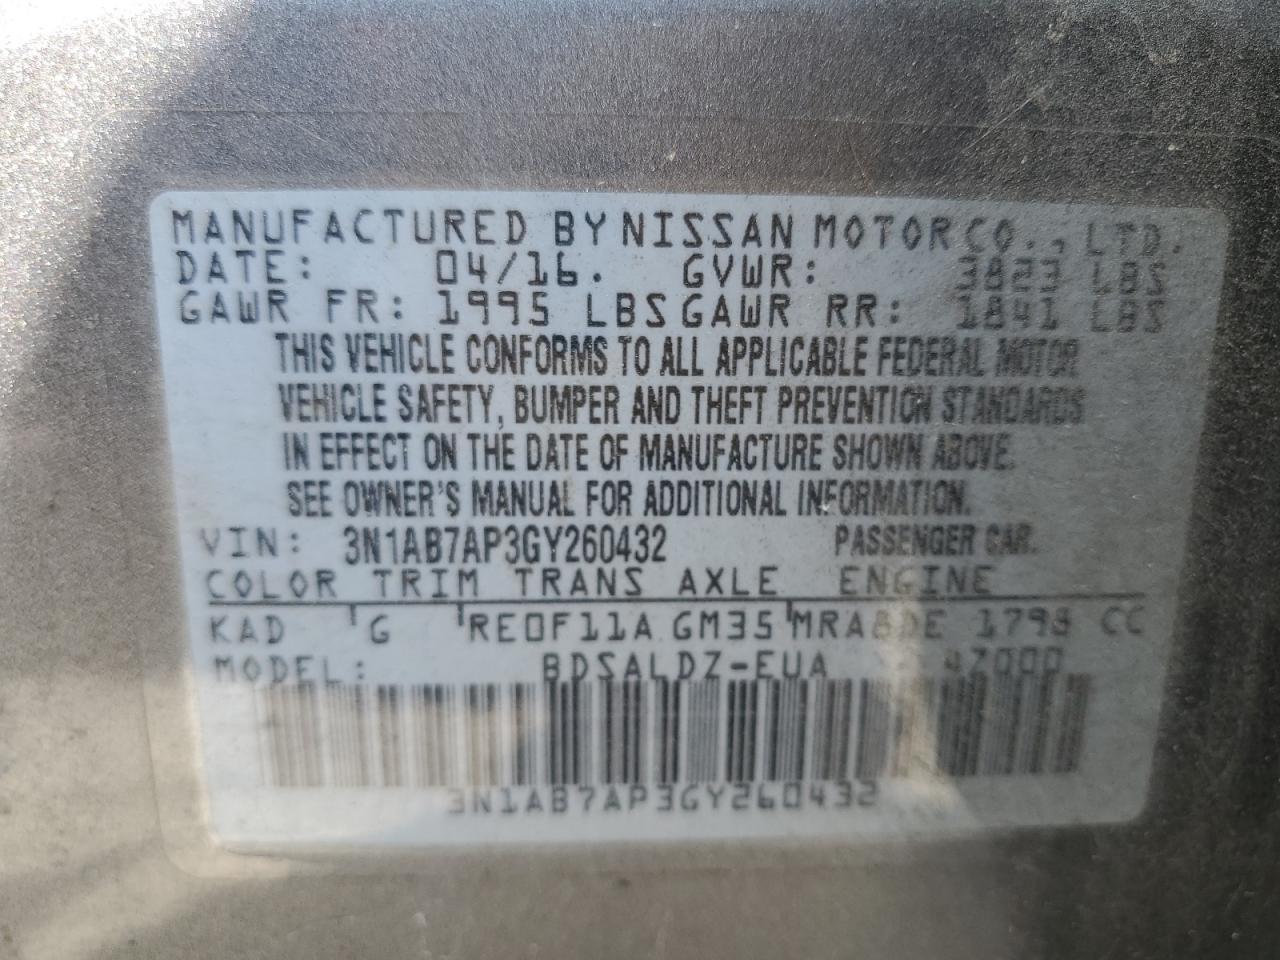 MANUFACTURED BY NISSAN MOTOR CO., LTD.
DATE: 04/16. GVWR: 3823 LBS
GAWR FR: 1995 LBS GAWR RR: 1841 LBS
THIS VEHICLE CONFORMS TO ALL APPLICABLE FEDERAL MOTOR
VEHICLE SAFETY, BUMPER AND THEFT PREVENTION STANDARDS
IN EFFECT ON THE DATE OF MANUFACTURE SHOWN ABOVE.
SEE OWNER'S MANUAL FOR ADDITIONAL INFORMATION.
VIN: 3N1AB7AP3GY260432 PASSENGER CAR.
COLOR TRIM TRANS AXLE ENGINE
KAD G RE0F11A GM35 MRA8DE 1798 CC
MODEL: BDSALDZ-EUA 47000
3N1AB7AP3GY260432